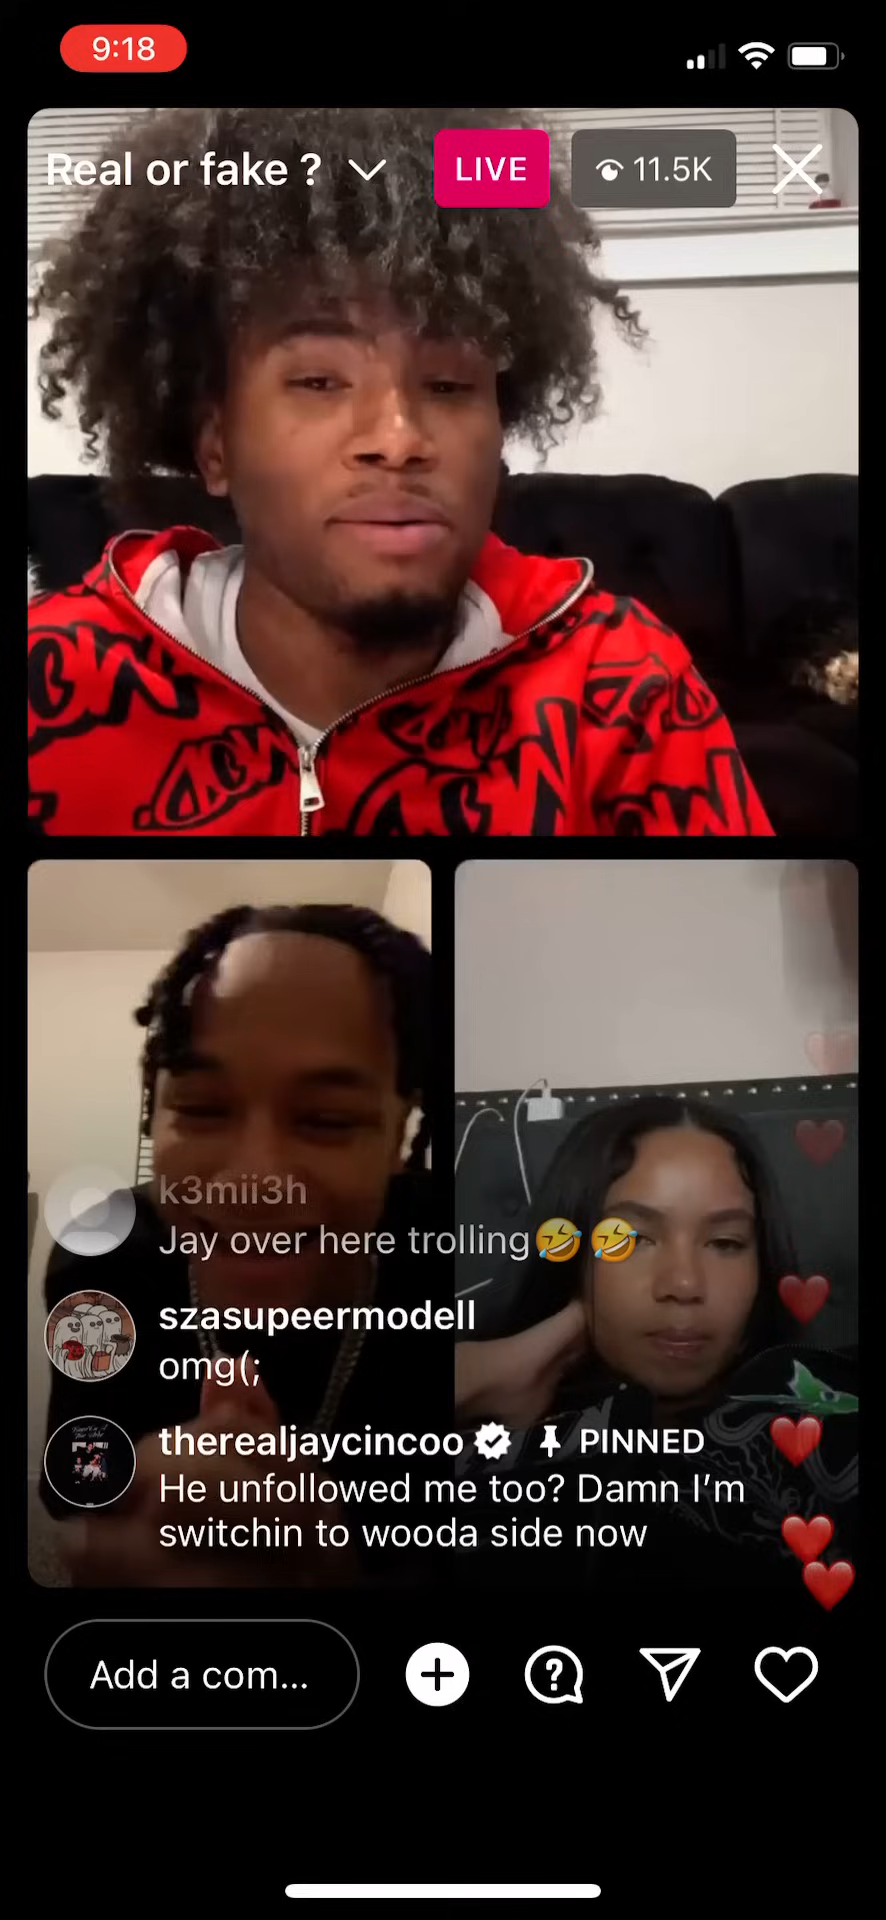 9:18
Real or fake ?
LIVE
11.5K
k3mii3h
Jay over here trolling🤣🤣
szasupeermodell
omg(;
therealjaycincoo PINNED
He unfollowed me too? Damn I’m
switchin to wooda side now
Add a com...